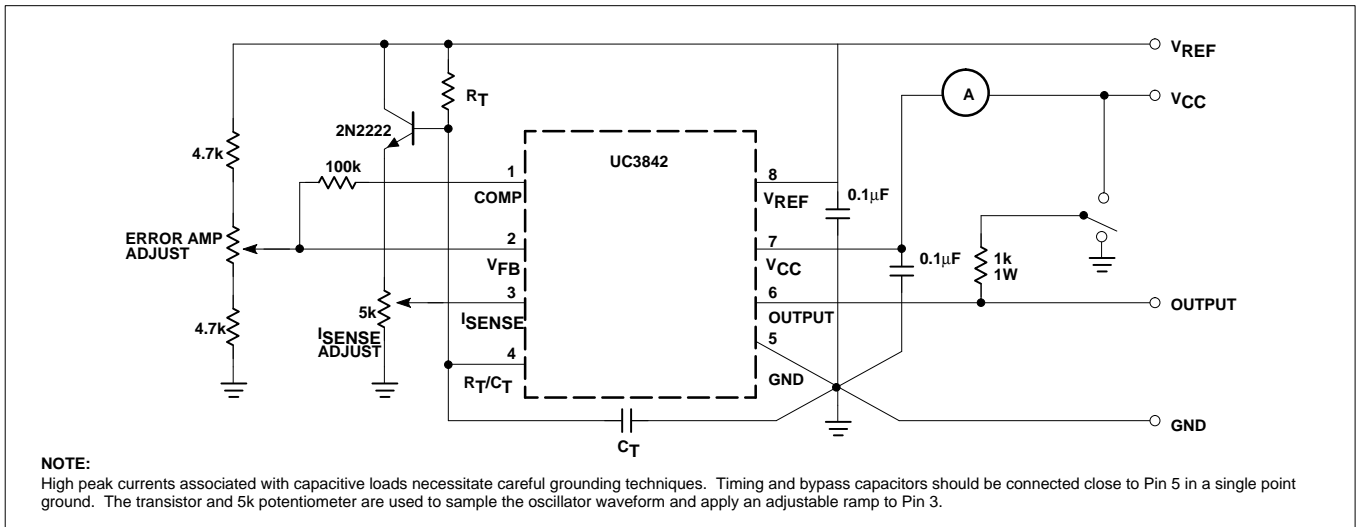 VREF
RT
A
VCC
2N2222
4.7k
UC3842
100k
1
COMP
8
VREF
0.1µF
ERROR AMP
ADJUST
2
VFB
7
VCC
0.1µF
1k
1W
5k
3
ISENSE
6
OUTPUT
OUTPUT
4.7k
ISENSE
ADJUST
4
RT/CT
5
GND
CT
GND
NOTE:
High peak currents associated with capacitive loads necessitate careful grounding techniques. Timing and bypass capacitors should be connected close to Pin 5 in a single point
ground. The transistor and 5k potentiometer are used to sample the oscillator waveform and apply an adjustable ramp to Pin 3.